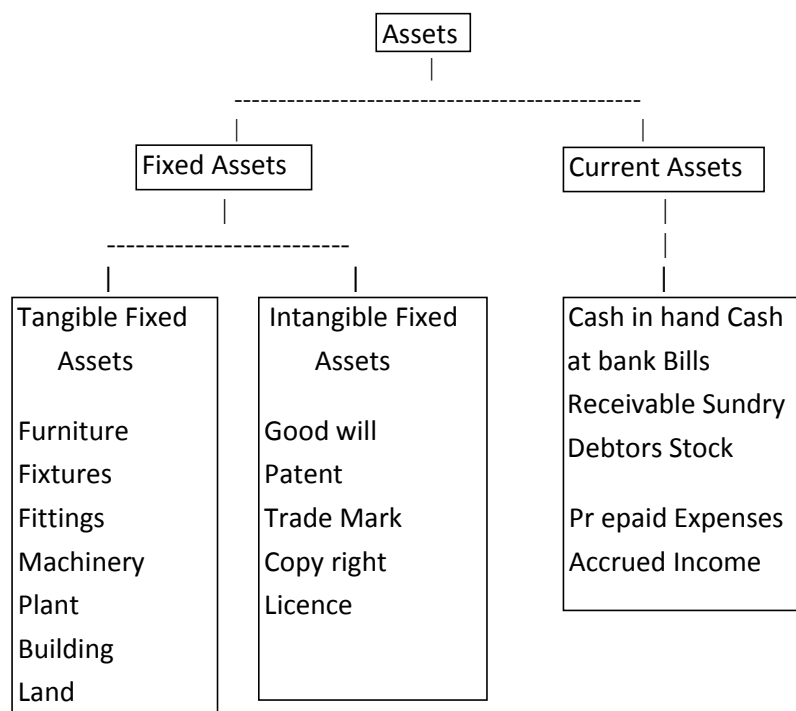 Assets
Fixed Assets
Current Assets
Tangible Fixed
Assets
Furniture
Fixtures
Fittings
Machinery
Plant
Building
Land
Intangible Fixed
Assets
Good will
Patent
Trade Mark
Copy right
Licence
Cash in hand Cash
at bank Bills
Receivable Sundry
Debtors Stock
Pr epaid Expenses
Accrued Income